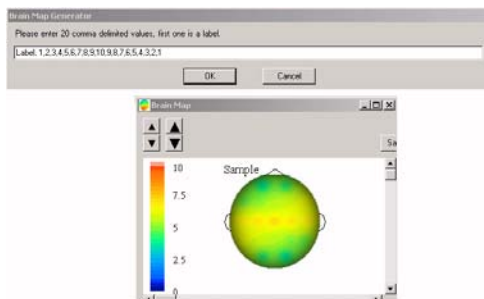 Brain Map Generator
Please enter 20 comma delimited values, first one is a label.
Label, 1,2,3,4,5,6,7,8,9,10,9,8,7,6,5,4,3,2,1
OK
Cancel
Brain Map
Sa
10
Sample
7.5
5
2.5
0